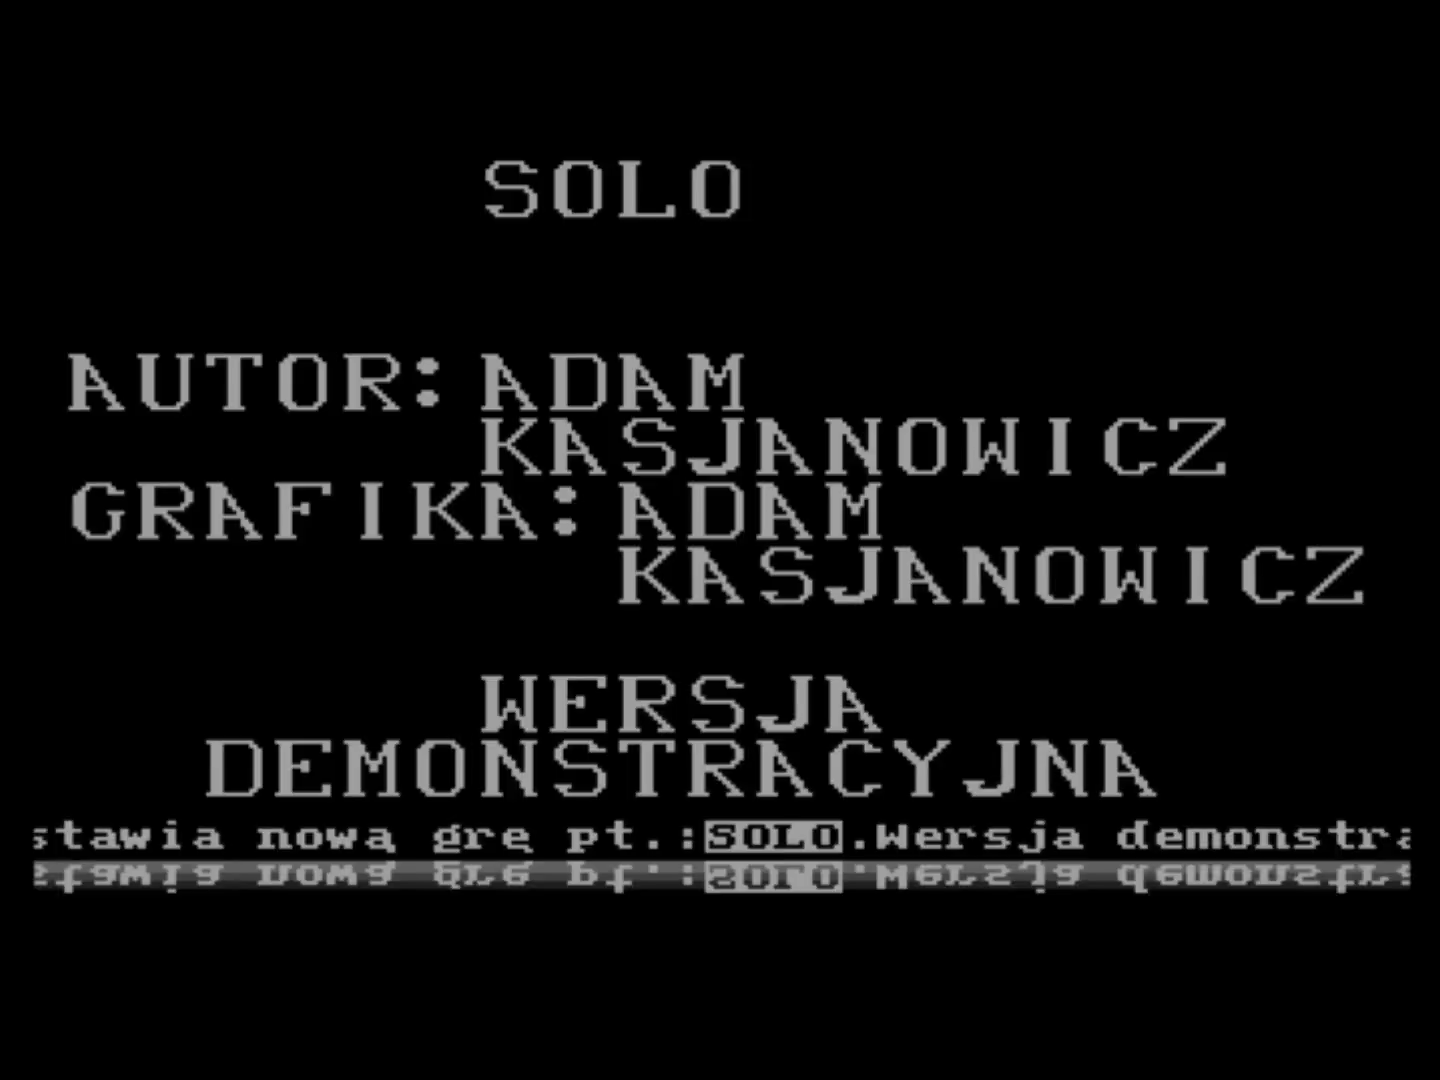 SOLO
AUTOR: ADAM
KASJANOWICZ
GRAFIKA: ADAM
KASJANOWICZ
WERSJA
DEMONSTRACYJNA
stawia nową grę pt.:SOLO.Wersja demonstra